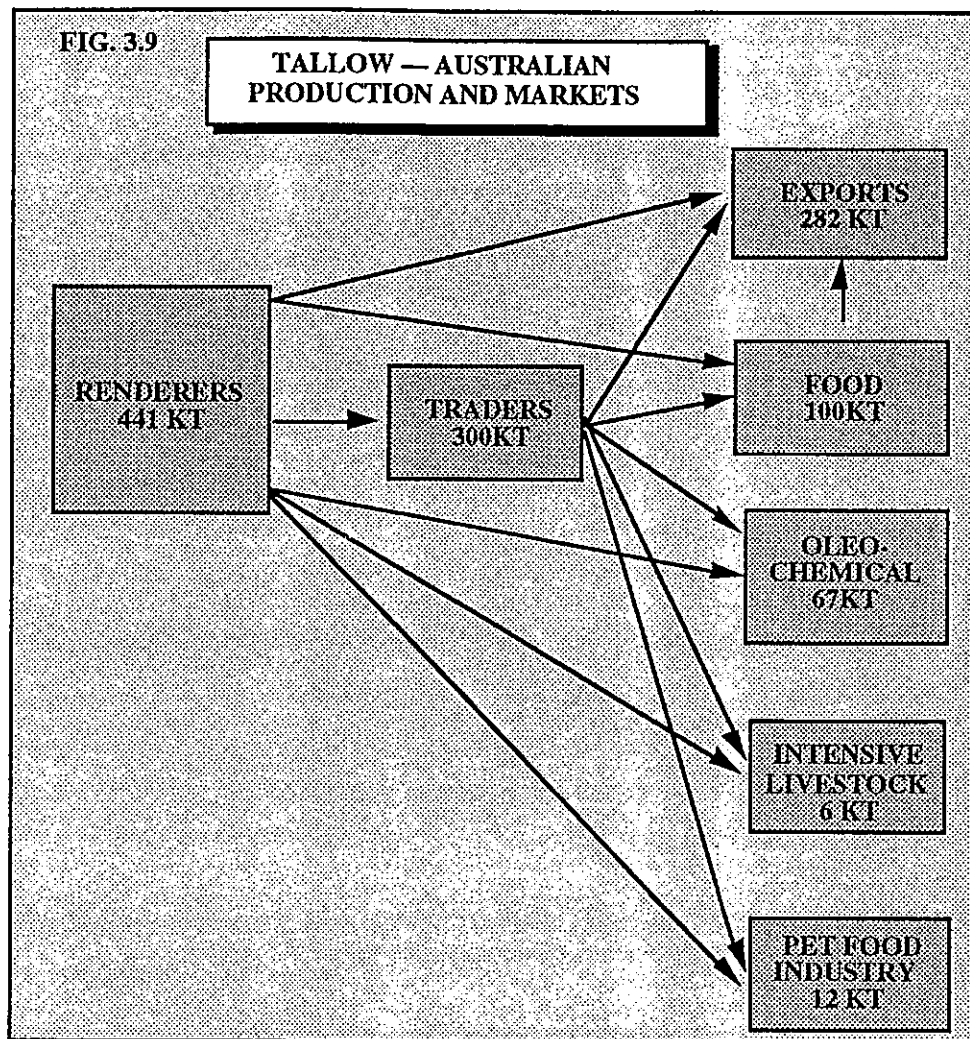 FIG. 3.9
TALLOW — AUSTRALIAN
PRODUCTION AND MARKETS
EXPORTS
282 KT
RENDERERS
441 KT
TRADERS
300KT
FOOD
100KT
OLEO-
CHEMICAL
67KT
INTENSIVE
LIVESTOCK
6 KT
PET FOOD
INDUSTRY
12 KT